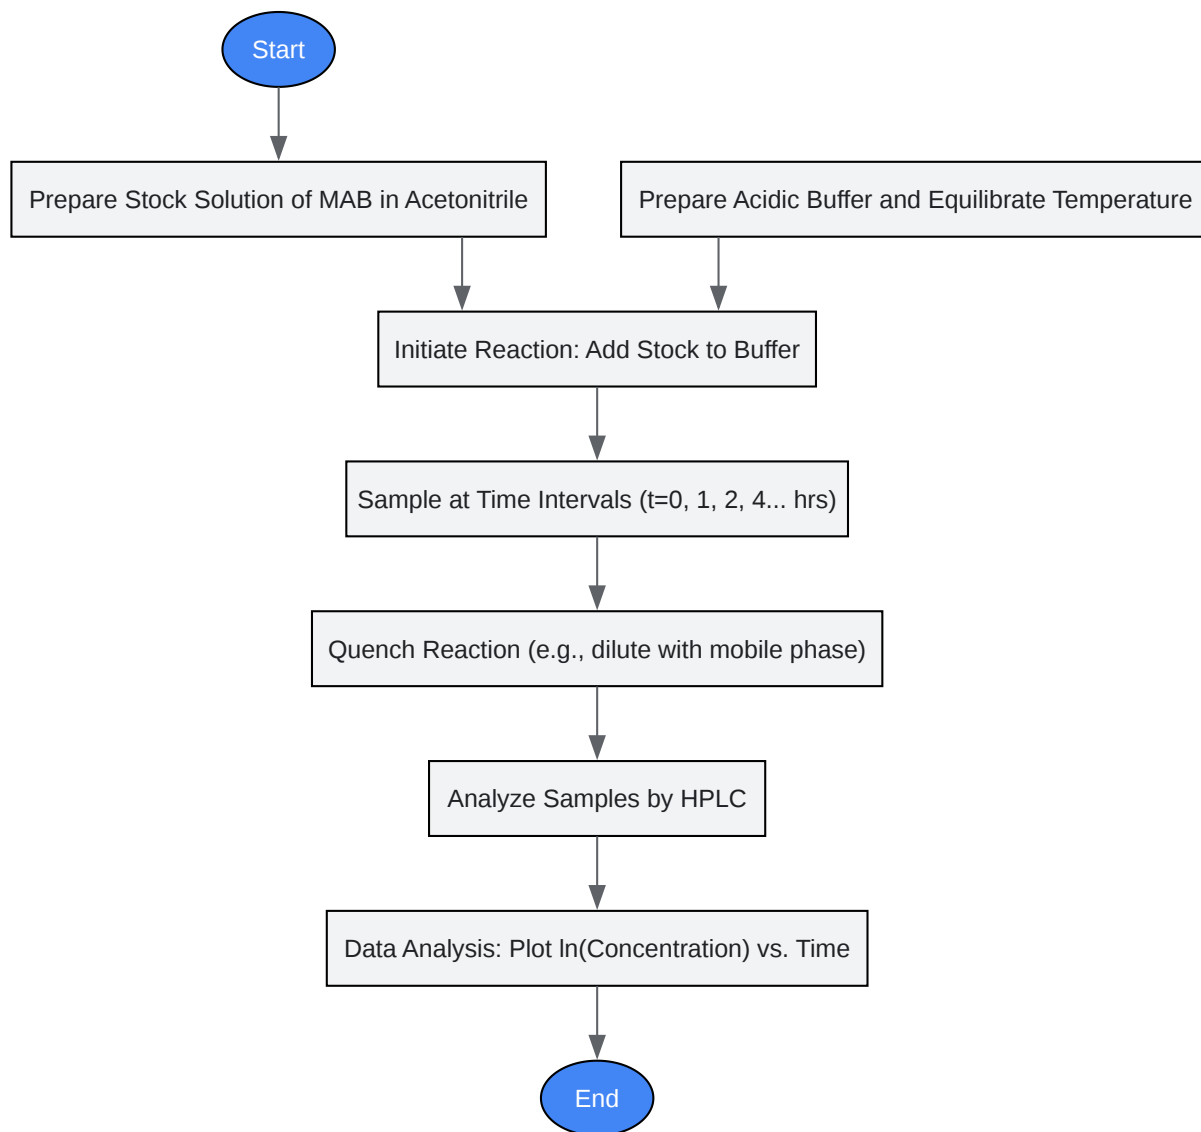 Start
Prepare Stock Solution of MAB in Acetonitrile
Prepare Acidic Buffer and Equilibrate Temperature
Initiate Reaction: Add Stock to Buffer
Sample at Time Intervals (t=0, 1, 2, 4... hrs)
Quench Reaction (e.g., dilute with mobile phase)
Analyze Samples by HPLC
Data Analysis: Plot ln(Concentration) vs. Time
End